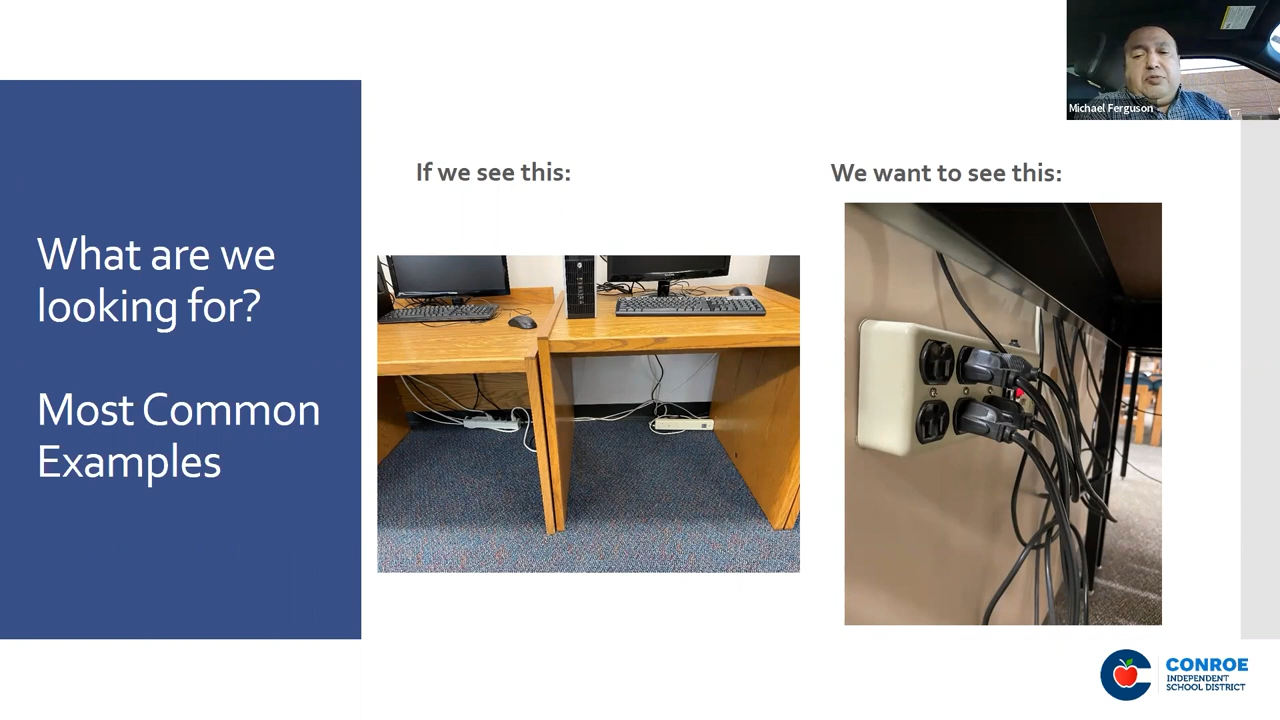 Michael Ferguson
If we see this:
We want to see this:
What are we
looking for?
Most Common
Examples
CONROE
INDEPENDENT
SCHOOL DISTRICT